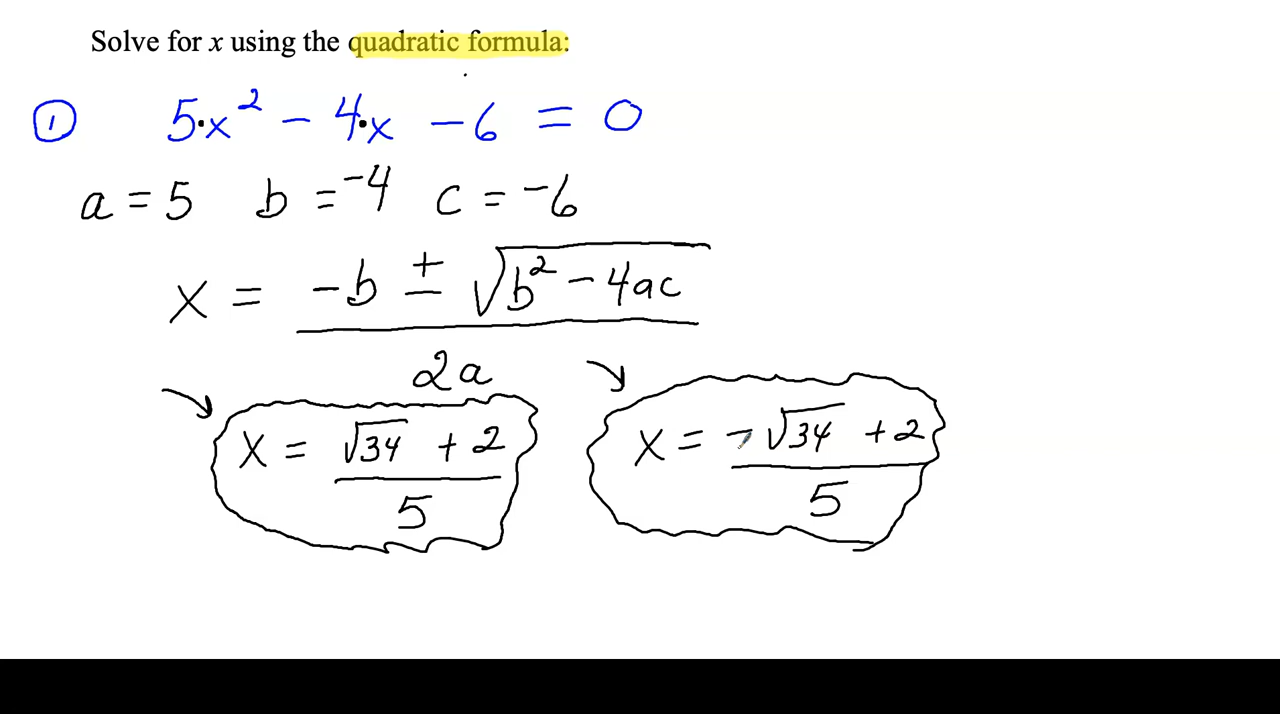 Solve for x using the quadratic formula:
① 5·x² − 4·x − 6 = 0
a = 5 b = ⁻4 c = ⁻6
x = (−b ± √(b² − 4ac)) / 2a
x = (√34 + 2) / 5 x = (−√34 + 2) / 5